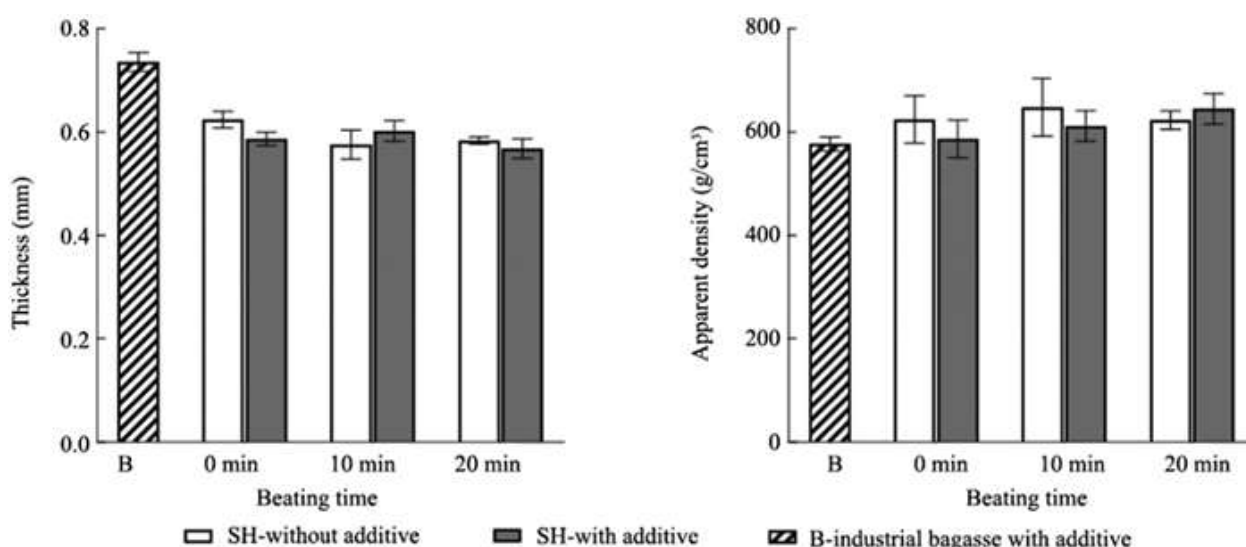 Thickness (mm)
0.8
0.6
0.4
0.2
0.0
B 0 min 10 min 20 min
Beating time
Apparent density (g/cm³)
800
600
400
200
0
B 0 min 10 min 20 min
Beating time
SH-without additive SH-with additive B-industrial bagasse with additive